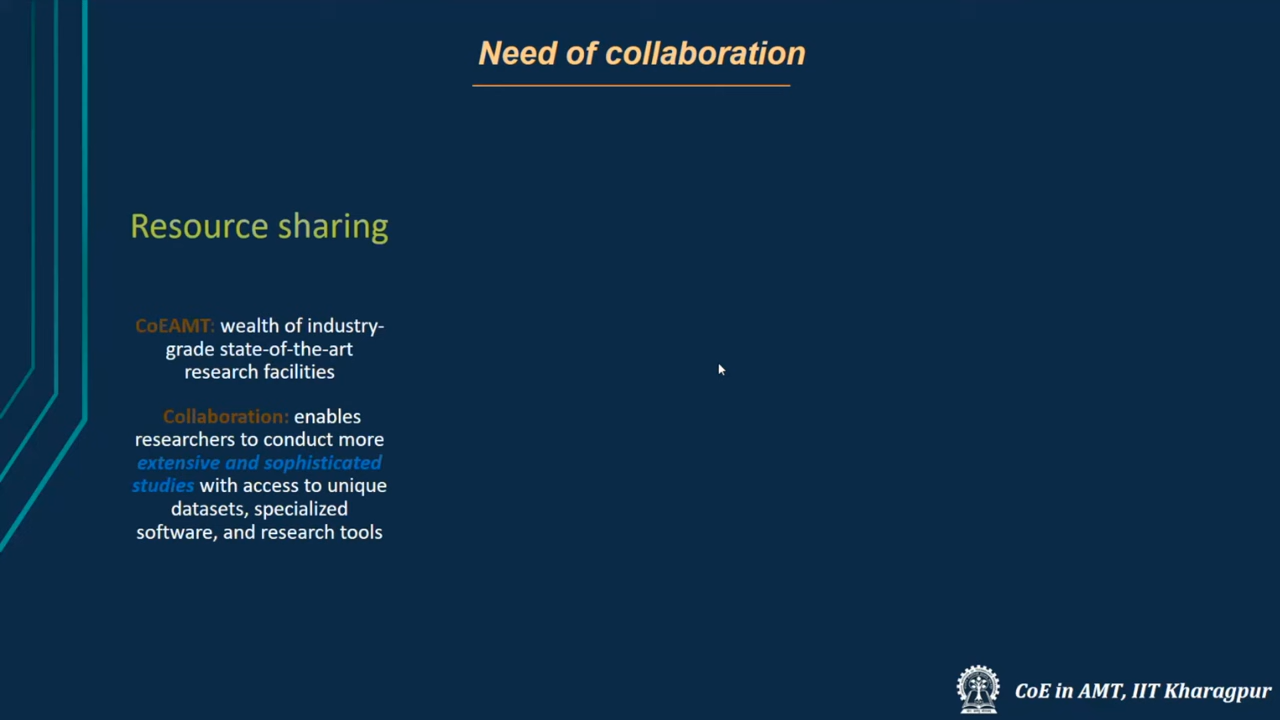 Need of collaboration
Resource sharing
CoEAMT: wealth of industry-
grade state-of-the-art
research facilities
Collaboration: enables
researchers to conduct more
extensive and sophisticated
studies with access to unique
datasets, specialized
software, and research tools
CoE in AMT, IIT Kharagpur